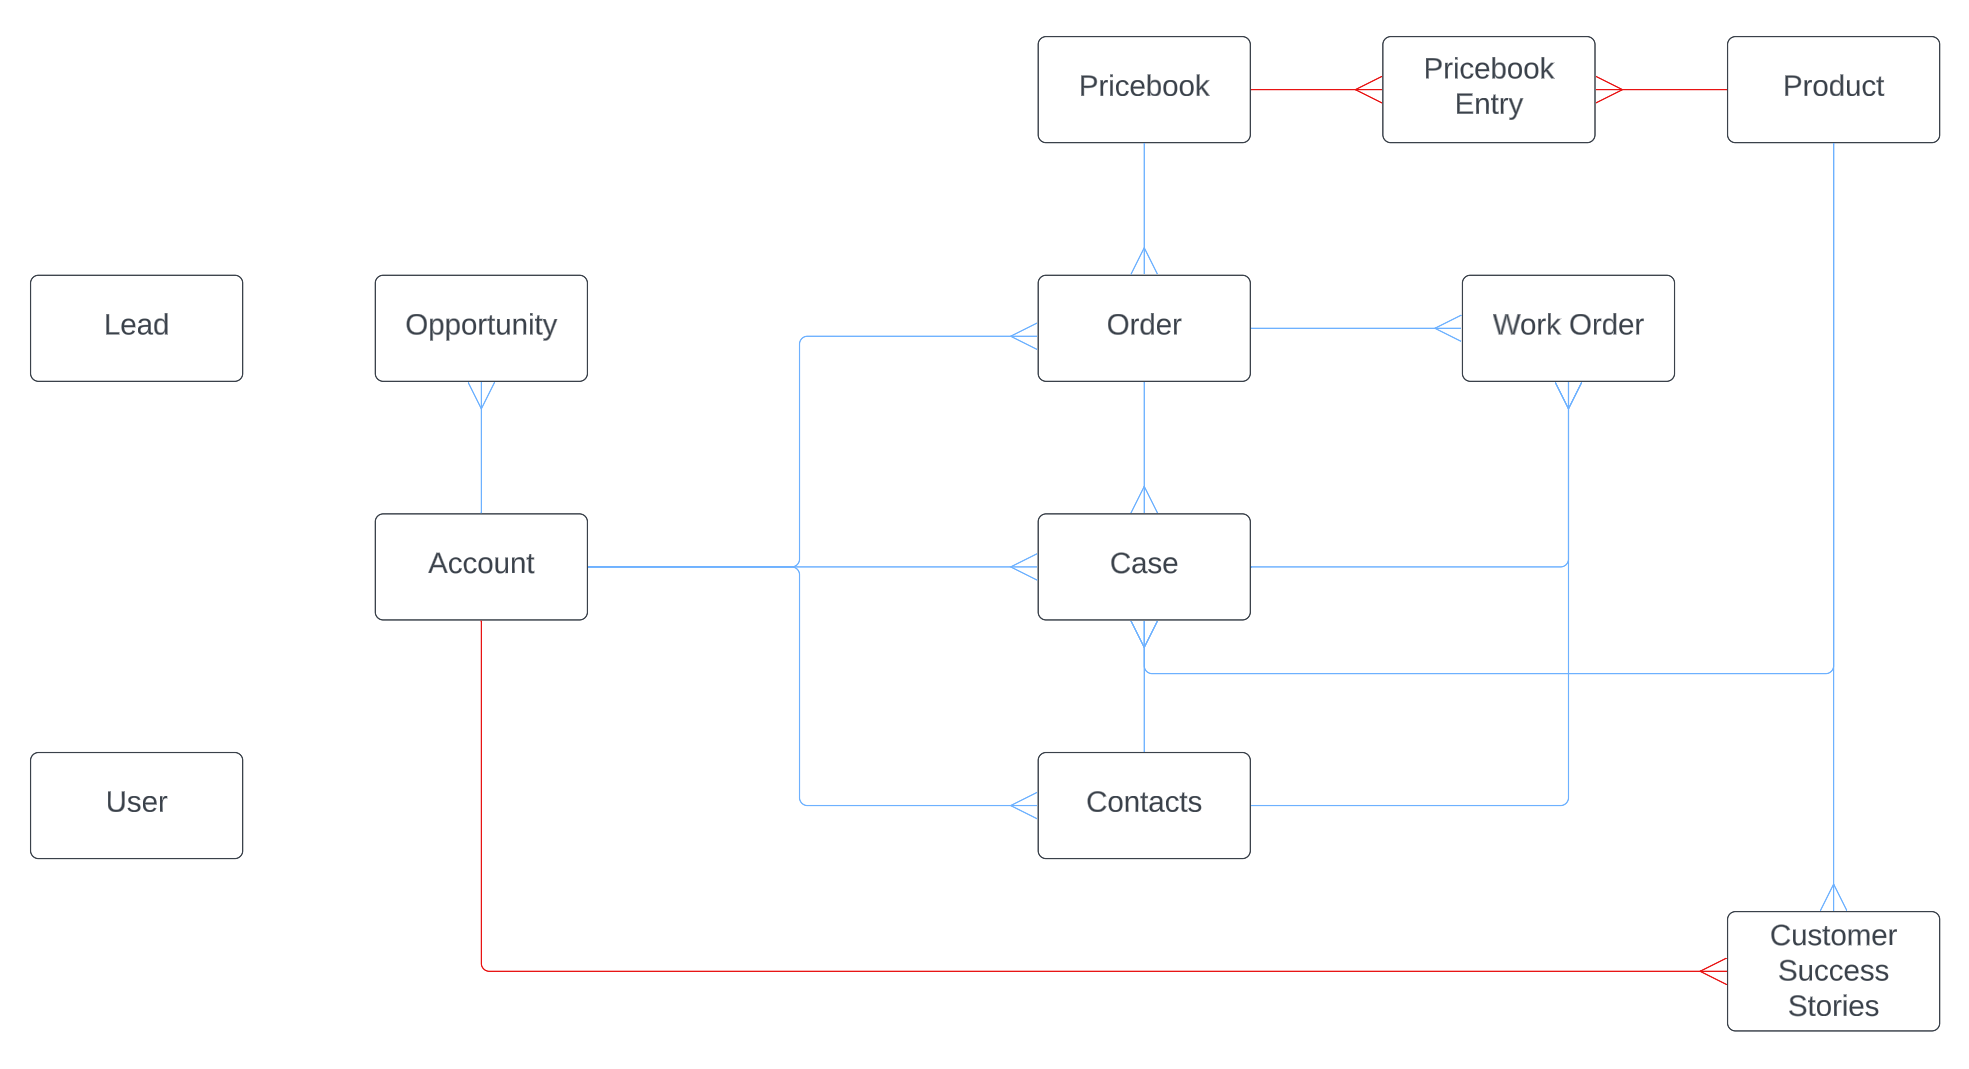 Pricebook
Pricebook
Entry
Product
Lead
Opportunity
Order
Work Order
Account
Case
User
Contacts
Customer
Success
Stories